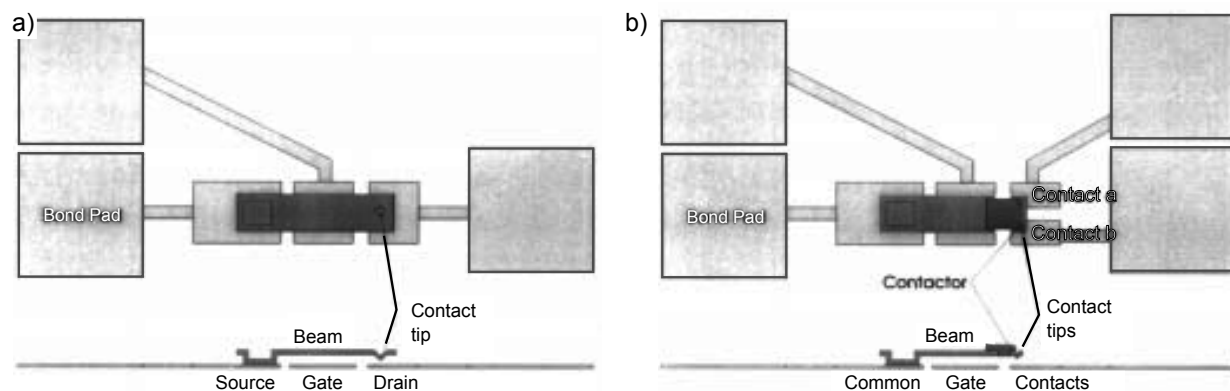 a)
Bond Pad
Contact
tip
Beam
Source Gate Drain
b)
Bond Pad
Contact a
Contact b
Contactor
Contact
tips
Beam
Common Gate Contacts